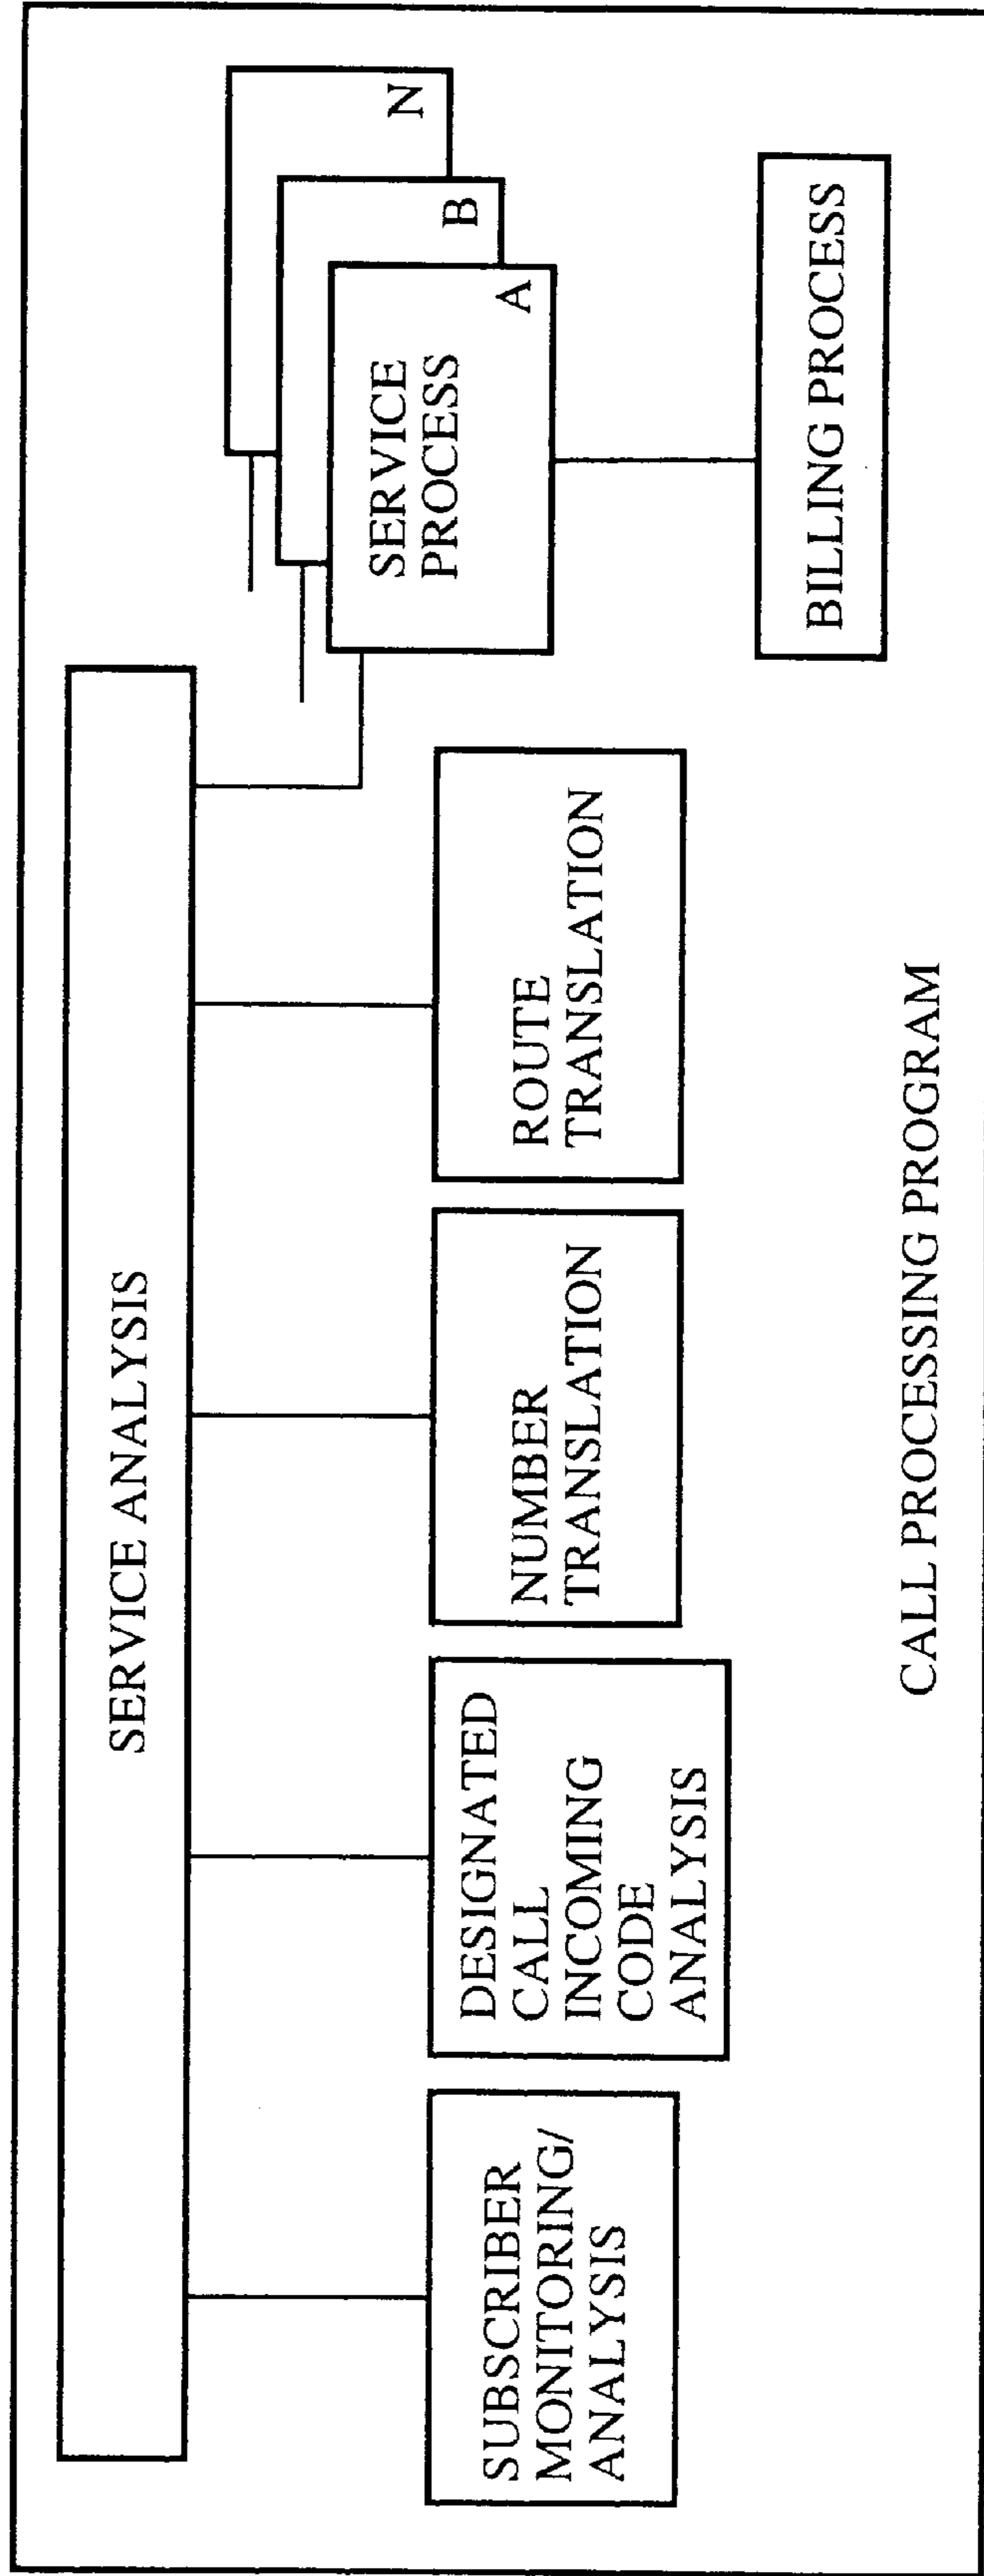 SERVICE ANALYSIS
SUBSCRIBER
MONITORING/
ANALYSIS
DESIGNATED
CALL
INCOMING
CODE
ANALYSIS
NUMBER
TRANSLATION
ROUTE
TRANSLATION
SERVICE
PROCESS
A
B
N
BILLING PROCESS
CALL PROCESSING PROGRAM